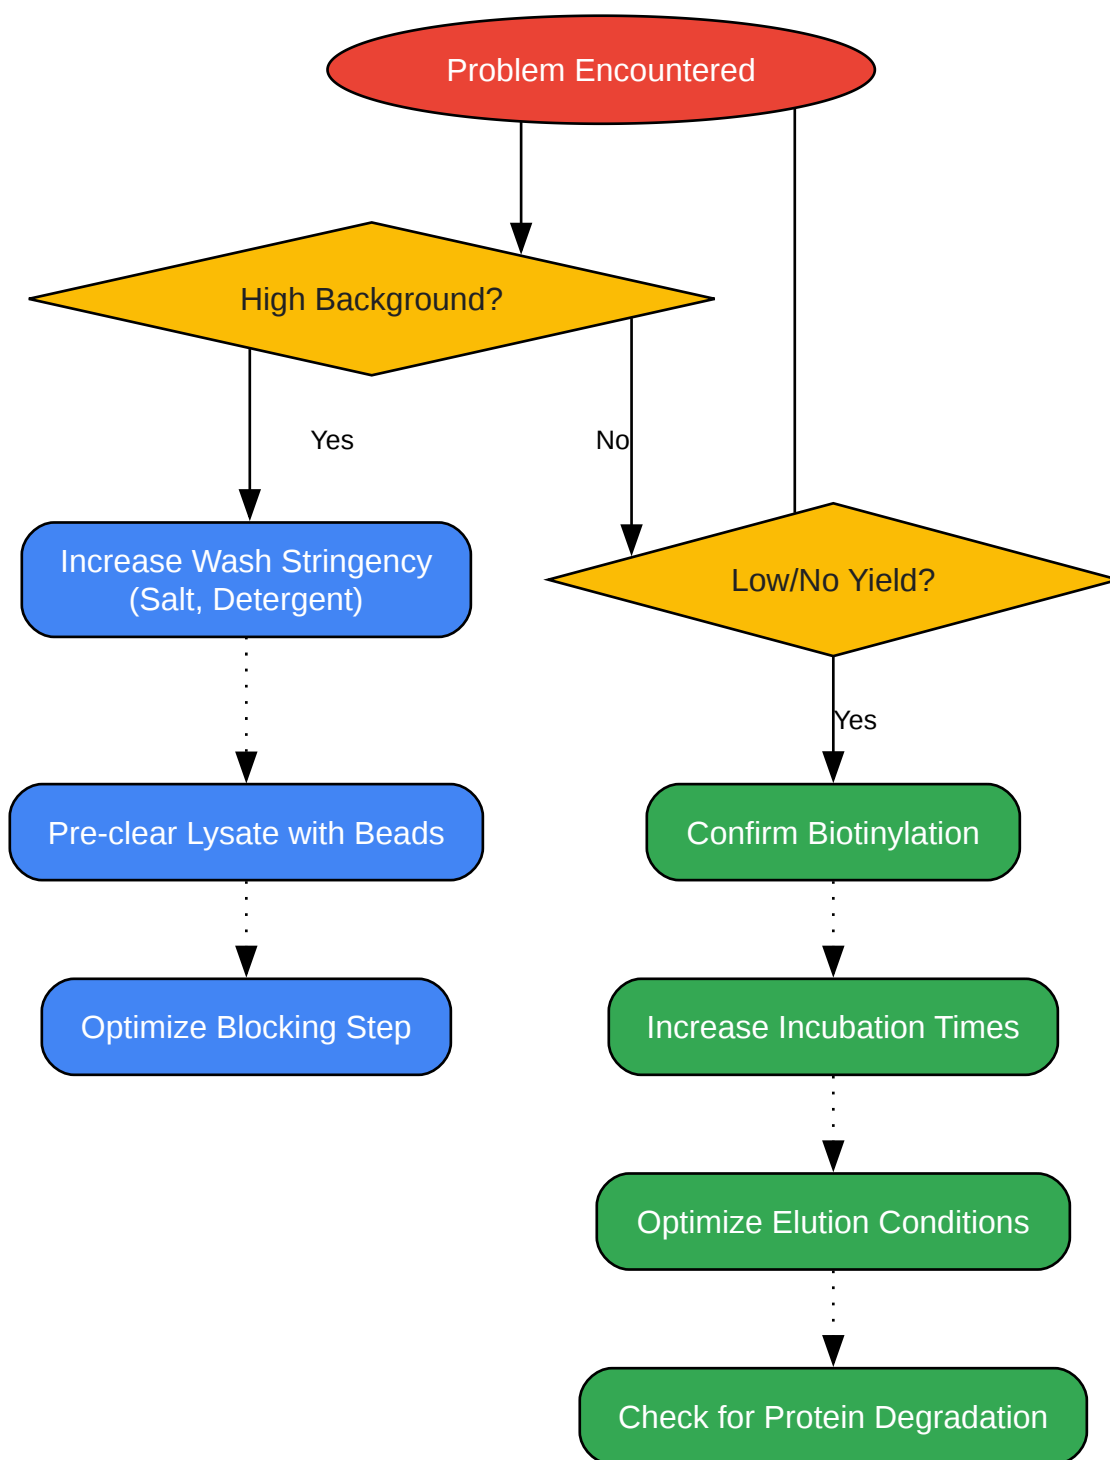 Problem Encountered
High Background?
Yes
No
Increase Wash Stringency
(Salt, Detergent)
Low/No Yield?
Yes
Pre-clear Lysate with Beads
Confirm Biotinylation
Optimize Blocking Step
Increase Incubation Times
Optimize Elution Conditions
Check for Protein Degradation